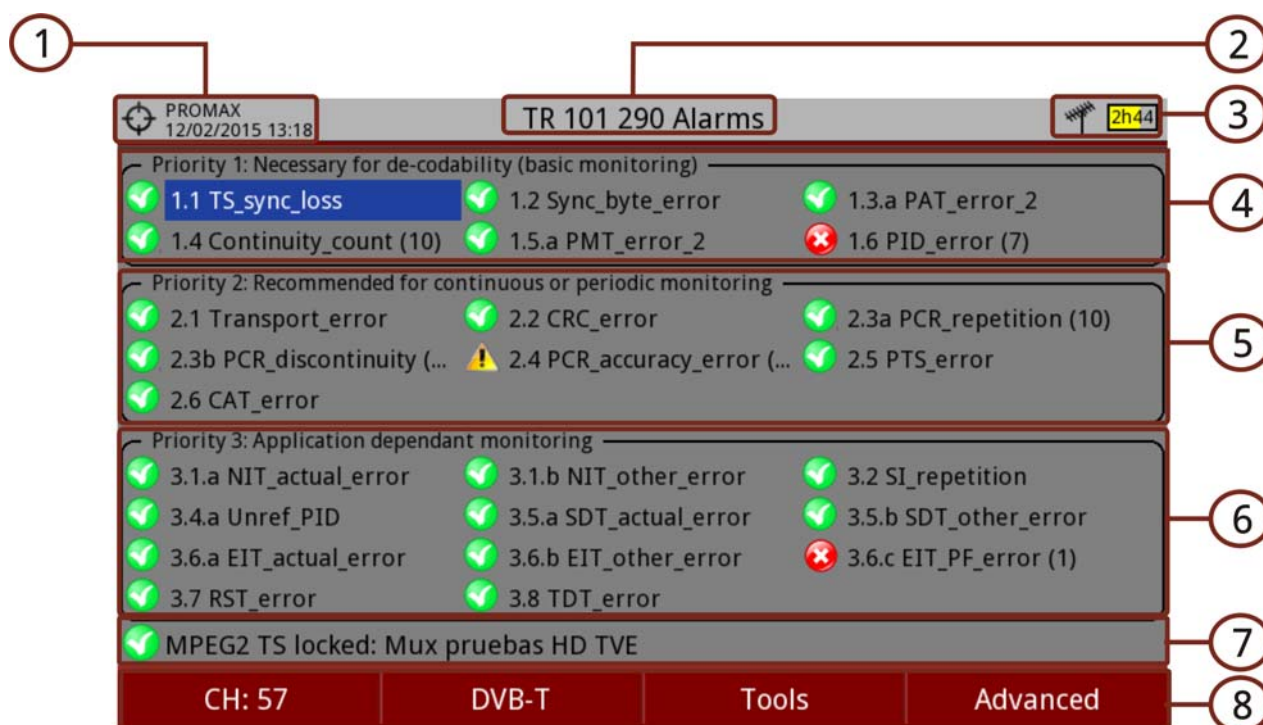 1
2
PROMAX
12/02/2015 13:18
TR 101 290 Alarms
2h44
3
Priority 1: Necessary for de-codability (basic monitoring)
1.1 TS_sync_loss
1.2 Sync_byte_error
1.3.a PAT_error_2
4
1.4 Continuity_count (10)
1.5.a PMT_error_2
1.6 PID_error (7)
Priority 2: Recommended for continuous or periodic monitoring
2.1 Transport_error
2.2 CRC_error
2.3a PCR_repetition (10)
5
2.3b PCR_discontinuity (...
2.4 PCR_accuracy_error (...
2.5 PTS_error
2.6 CAT_error
Priority 3: Application dependant monitoring
3.1.a NIT_actual_error
3.1.b NIT_other_error
3.2 SI_repetition
3.4.a Unref_PID
3.5.a SDT_actual_error
3.5.b SDT_other_error
6
3.6.a EIT_actual_error
3.6.b EIT_other_error
3.6.c EIT_PF_error (1)
3.7 RST_error
3.8 TDT_error
MPEG2 TS locked: Mux pruebas HD TVE
7
CH: 57
DVB-T
Tools
Advanced
8